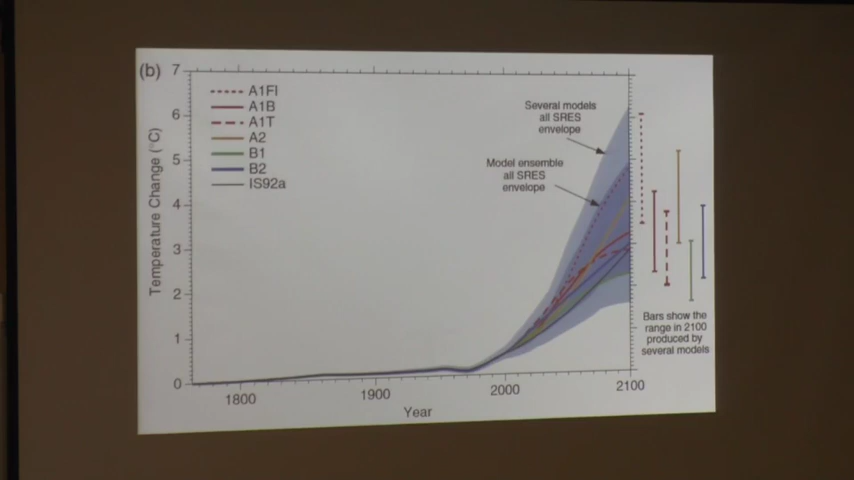 (b)
7
6
5
4
3
2
1
0
Temperature Change (°C)
A1FI
A1B
A1T
A2
B1
B2
IS92a
Several models
all SRES
envelope
Model ensemble
all SRES
envelope
Bars show the
range in 2100
produced by
several models
1800
1900
2000
2100
Year